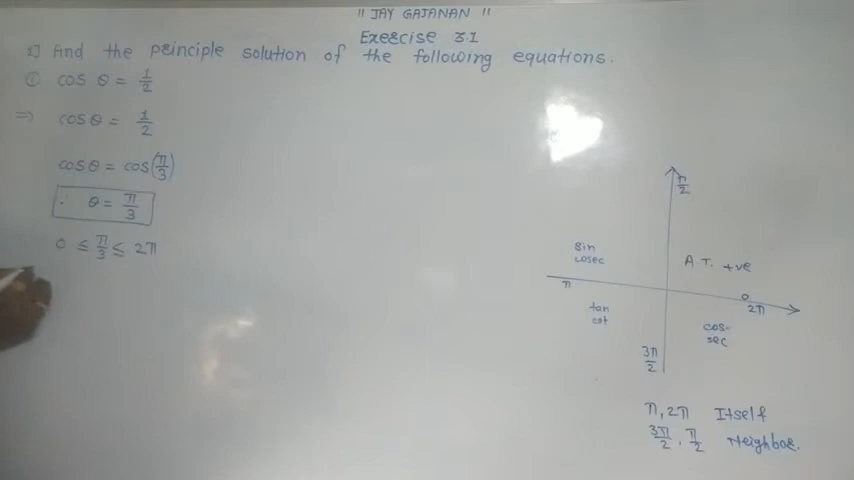 || JAY GAJANAN ||
Exercise 3.1
1] Find the principle solution of the following equations.
① cos θ = 1/2
⇒ cos θ = 1/2
cos θ = cos(π/3)
∴ θ = π/3
0 ≤ π/3 ≤ 2π
π/2
sin
cosec
A.T. +ve
π
0
2π
tan
cot
cos
sec
3π/2
π, 2π Itself
3π/2, π/2 Neighbor.